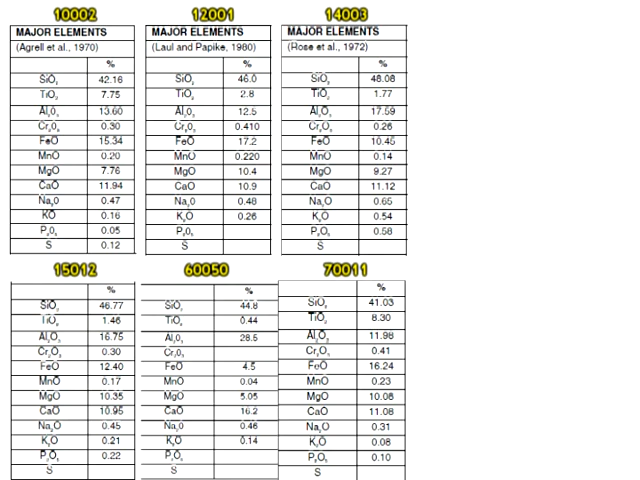 10002 12001 14003
MAJOR ELEMENTS MAJOR ELEMENTS MAJOR ELEMENTS
(Agrell et al., 1970) (Laul and Papike, 1980) (Rose et al., 1972)
% % %
SiO₂ 42.16 SiO₂ 46.0 SiO₂ 48.08
TiO₂ 7.75 TiO₂ 2.8 TiO₂ 1.77
Al₂0₃ 13.60 Al₂0₃ 12.5 Al₂O₃ 17.59
Cr₂0₃ 0.30 Cr₂0₃ 0.410 Cr₂O₃ 0.26
FeO 15.34 FeO 17.2 FeO 10.45
MnO 0.20 MnO 0.220 MnO 0.14
MgO 7.76 MgO 10.4 MgO 9.27
CaO 11.94 CaO 10.9 CaO 11.12
Na₂0 0.47 Na₂0 0.48 Na₂O 0.65
KO 0.16 K₂O 0.26 K₂O 0.54
P₂0₅ 0.05 P₂0₅ P₂O₅ 0.58
S 0.12 S S
15012 60050 70011
% % %
SiO₂ 46.77 SiO₂ 44.8 SiO₂ 41.03
TiO₂ 1.46 TiO₂ 0.44 TiO₂ 8.30
Al₂O₃ 16.75 Al₂0₃ 28.5 Al₂O₃ 11.98
Cr₂O₃ 0.30 Cr₂0₃ Cr₂O₃ 0.41
FeO 12.40 FeO 4.5 FeO 16.24
MnO 0.17 MnO 0.04 MnO 0.23
MgO 10.35 MgO 5.05 MgO 10.08
CaO 10.95 CaO 16.2 CaO 11.08
Na₂O 0.45 Na₂0 0.46 Na₂O 0.31
K₂O 0.21 K₂O 0.14 K₂O 0.08
P₂O₅ 0.22 P₂O₅ P₂O₅ 0.10
S S S